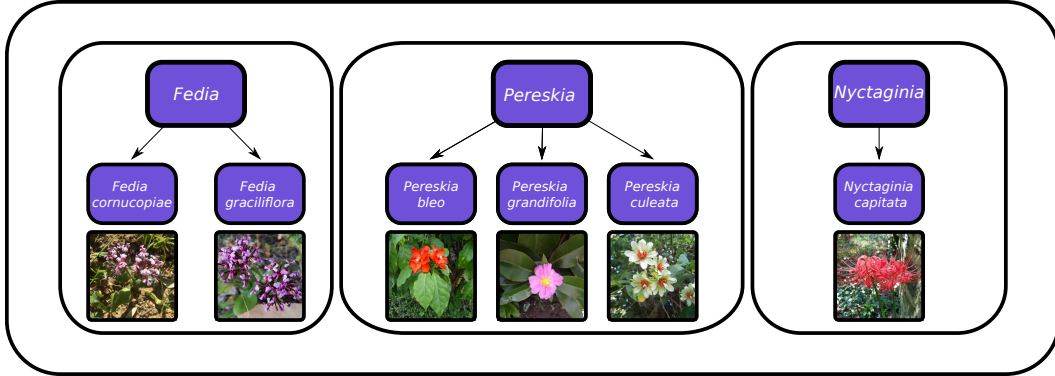 Fedia
Pereskia
Nyctaginia
Fedia
cornucopiae
Fedia
graciliflora
Pereskia
bleo
Pereskia
grandifolia
Pereskia
culeata
Nyctaginia
capitata